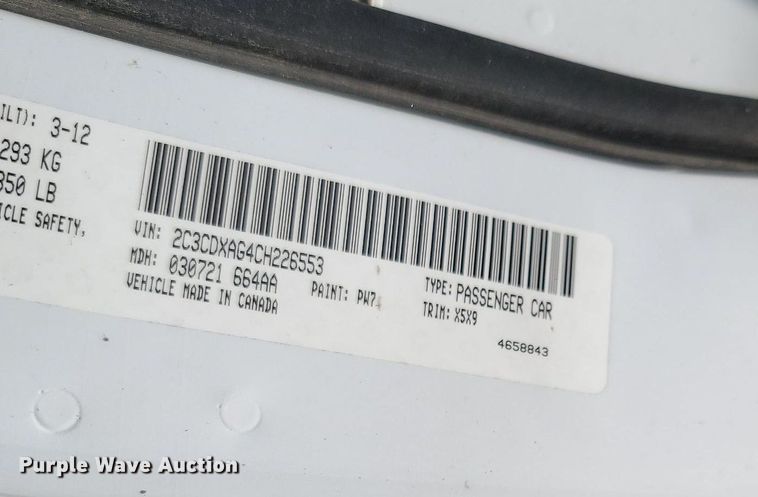 ILT): 3-12
293 KG
350 LB
ICLE SAFETY,
VIN: 2C3CDXAG4CH226553
MDH: 030721 664AA
VEHICLE MADE IN CANADA
PAINT: PW7
TYPE: PASSENGER CAR
TRIM: X5X9
4658843
Purple Wave Auction